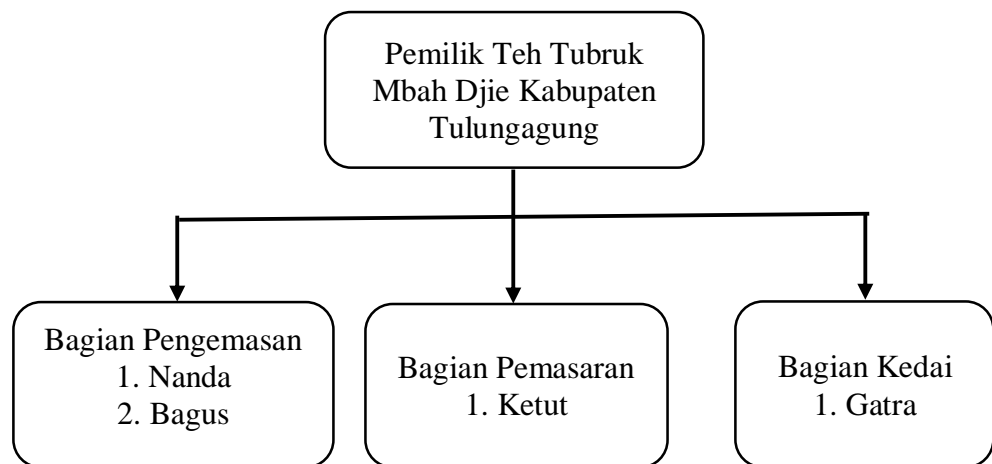 Pemilik Teh Tubruk
Mbah Djie Kabupaten
Tulungagung
Bagian Pengemasan
1. Nanda
2. Bagus
Bagian Pemasaran
1. Ketut
Bagian Kedai
1. Gatra